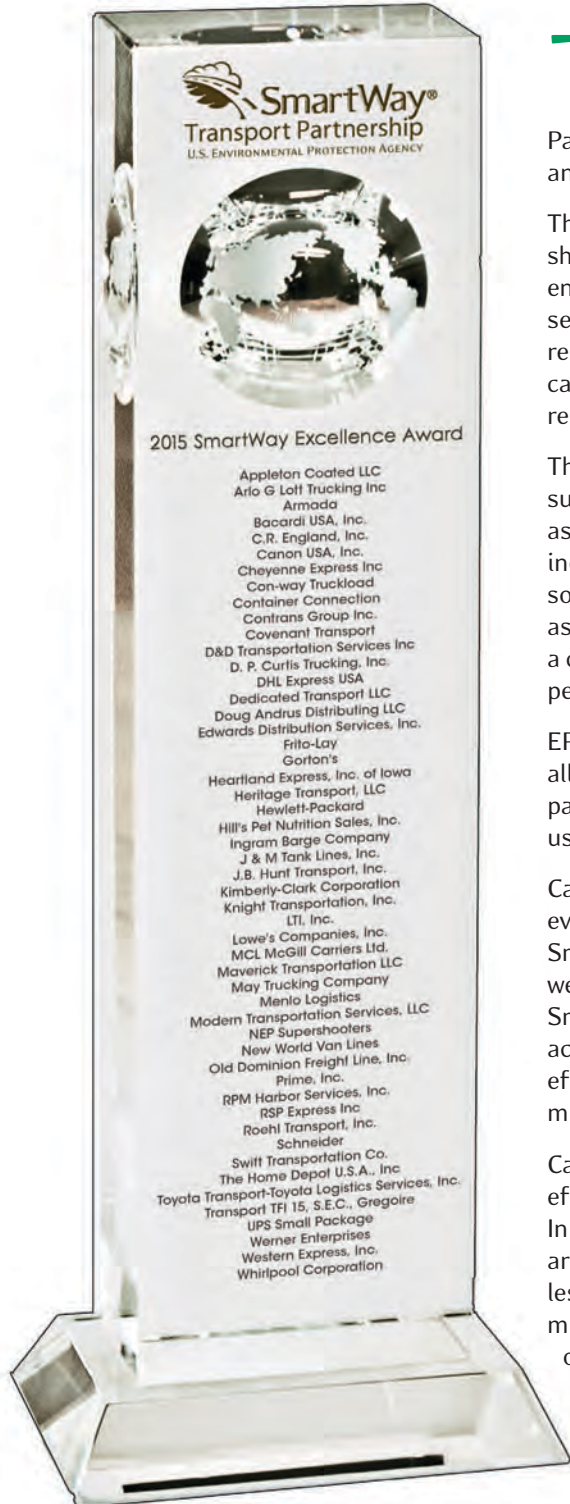 SmartWay®
Transport Partnership
U.S. ENVIRONMENTAL PROTECTION AGENCY
2015 SmartWay Excellence Award
Appleton Coated LLC
Arlo G Lott Trucking Inc
Armada
Bacardi USA, Inc.
C.R. England, Inc.
Canon USA, Inc.
Cheyenne Express Inc
Con-way Truckload
Container Connection
Contrans Group Inc.
Covenant Transport
D&D Transportation Services Inc
D. P. Curtis Trucking, Inc.
DHL Express USA
Dedicated Transport LLC
Doug Andrus Distributing LLC
Edwards Distribution Services, Inc.
Frito-Lay
Gorton's
Heartland Express, Inc. of Iowa
Heritage Transport, LLC
Hewlett-Packard
Hill's Pet Nutrition Sales, Inc.
Ingram Barge Company
J & M Tank Lines, Inc.
J.B. Hunt Transport, Inc.
Kimberly-Clark Corporation
Knight Transportation, Inc.
LTI, Inc.
Lowe's Companies, Inc.
MCL McGill Carriers Ltd.
Maverick Transportation LLC
May Trucking Company
Menlo Logistics
Modern Transportation Services, LLC
NEP Supershooters
New World Van Lines
Old Dominion Freight Line, Inc
Prime, Inc.
RPM Harbor Services, Inc.
RSP Express Inc
Roehl Transport, Inc.
Schneider
Swift Transportation Co.
The Home Depot U.S.A., Inc
Toyota Transport-Toyota Logistics Services, Inc.
Transport TFI 15, S.E.C., Gregoire
UPS Small Package
Werner Enterprises
Western Express, Inc.
Whirlpool Corporation
Pa
an
Th
sh
en
se
re
ca
re
Th
su
as
in
so
as
a c
pe
EP
all
pa
us
Ca
ev
Sm
we
Sm
ac
ef
m
Ca
ef
In
ar
les
m
c